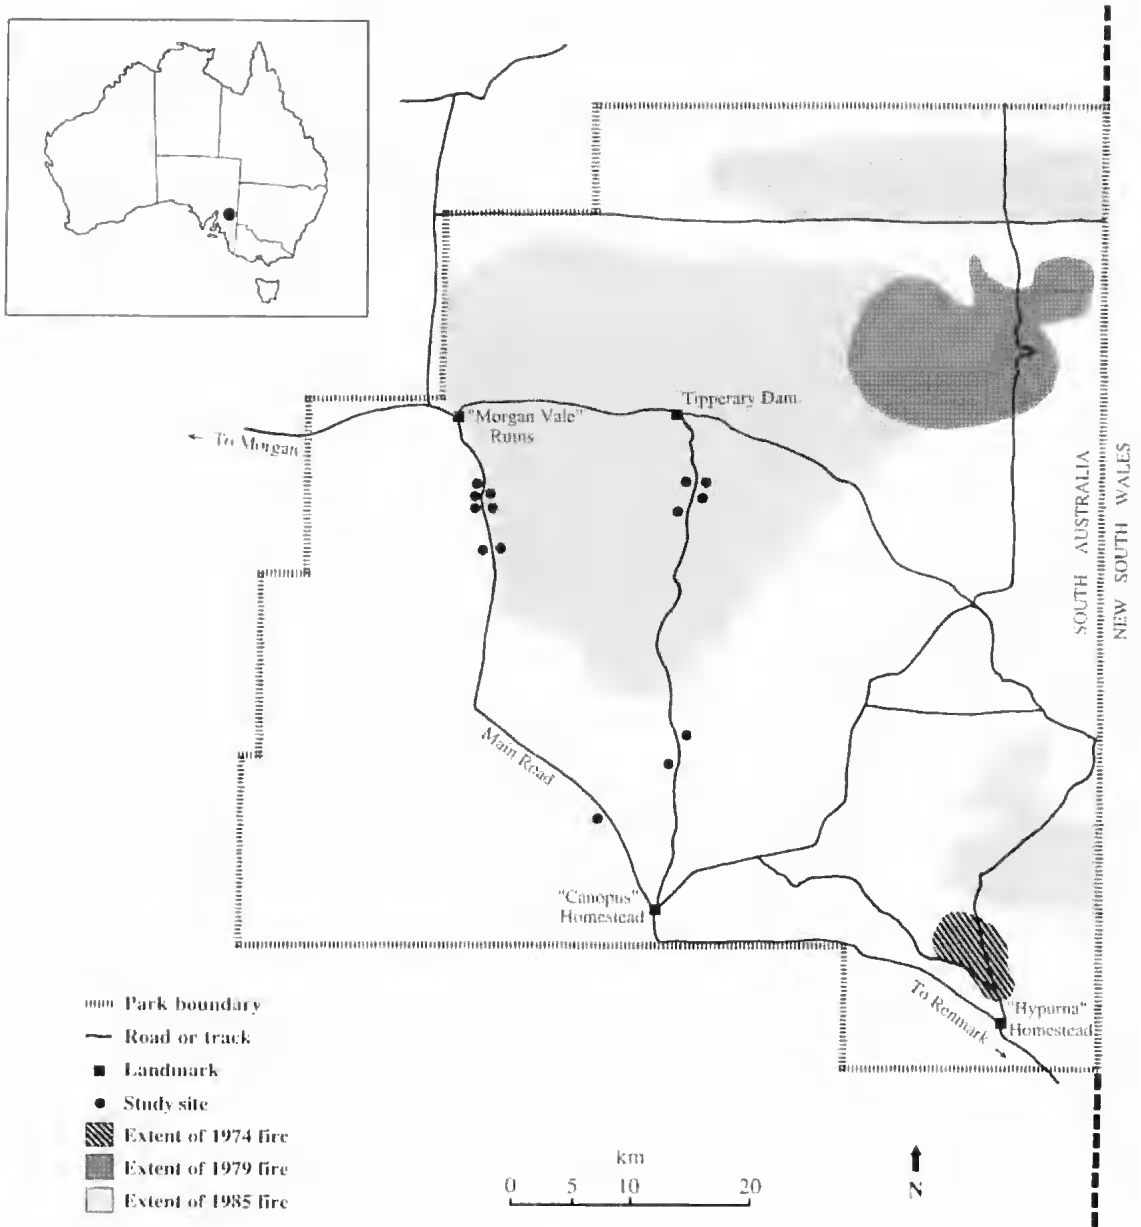 "Morgan Vale"
Ruins
Tipperary Dam.
← To Morgan
SOUTH AUSTRALIA
NEW SOUTH WALES
Main Road
"Canopus"
Homestead
To Renmark →
"Hypurna"
Homestead
Park boundary
Road or track
Landmark
Study site
Extent of 1974 fire
Extent of 1979 fire
Extent of 1985 fire
km
0 5 10 20
N